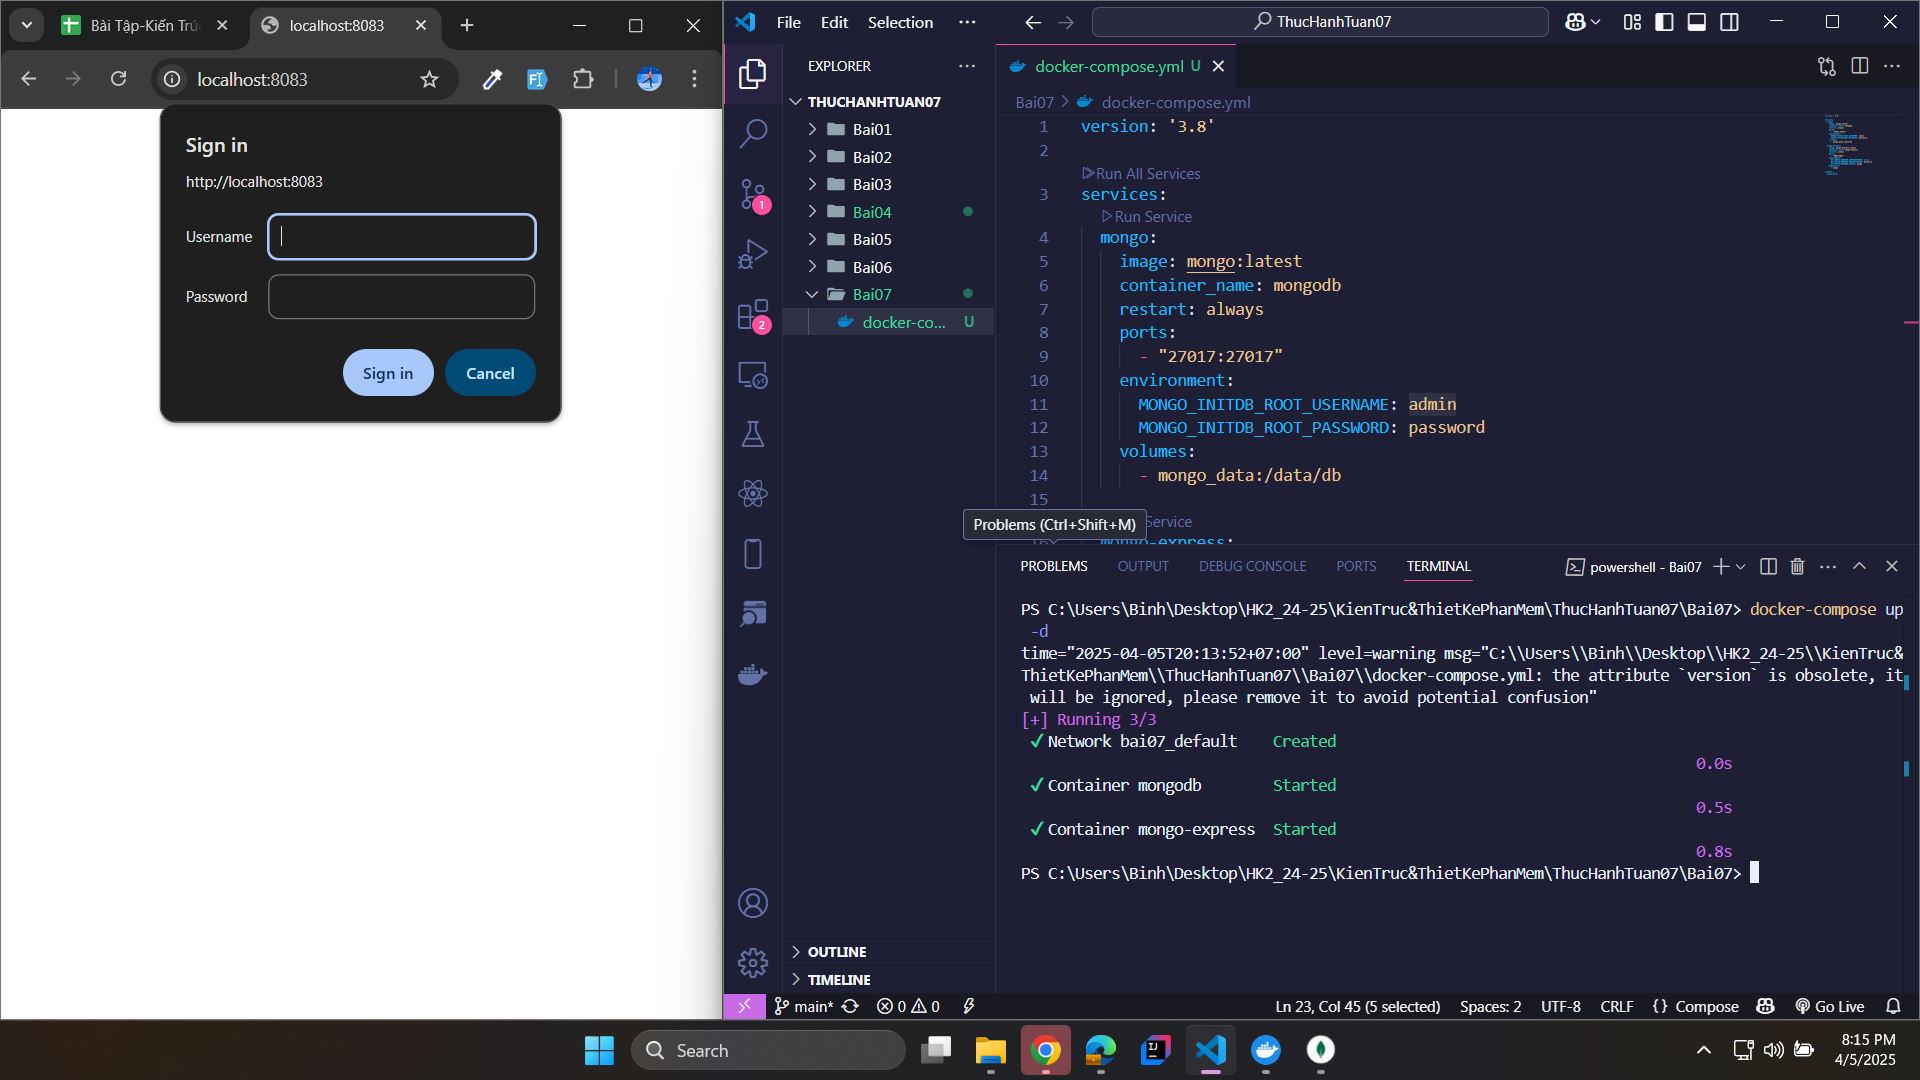 Bài Tập-Kiến Trú
localhost:8083
localhost:8083
Sign in
http://localhost:8083
Username
Password
Sign in
Cancel
File
Edit
Selection
ThucHanhTuan07
EXPLORER
THUCHANHTUAN07
Bai01
Bai02
Bai03
Bai04
Bai05
Bai06
Bai07
docker-co... U
1
2
docker-compose.yml U
Bai07 > docker-compose.yml
1 version: '3.8'
2
Run All Services
3 services:
Run Service
4 mongo:
5 image: mongo:latest
6 container_name: mongodb
7 restart: always
8 ports:
9 - "27017:27017"
10 environment:
11 MONGO_INITDB_ROOT_USERNAME: admin
12 MONGO_INITDB_ROOT_PASSWORD: password
13 volumes:
14 - mongo_data:/data/db
15
Service
Problems (Ctrl+Shift+M)
16 mongo-express:
PROBLEMS
OUTPUT
DEBUG CONSOLE
PORTS
TERMINAL
powershell - Bai07
PS C:\Users\Binh\Desktop\HK2_24-25\KienTruc&ThietKePhanMem\ThucHanhTuan07\Bai07> docker-compose up
-d
time="2025-04-05T20:13:52+07:00" level=warning msg="C:\\Users\\Binh\\Desktop\\HK2_24-25\\KienTruc&
ThietKePhanMem\\ThucHanhTuan07\\Bai07\\docker-compose.yml: the attribute `version` is obsolete, it
will be ignored, please remove it to avoid potential confusion"
[+] Running 3/3
✓ Network bai07_default Created
0.0s
✓ Container mongodb Started
0.5s
✓ Container mongo-express Started
0.8s
PS C:\Users\Binh\Desktop\HK2_24-25\KienTruc&ThietKePhanMem\ThucHanhTuan07\Bai07>
OUTLINE
TIMELINE
main*
0
0
Ln 23, Col 45 (5 selected)
Spaces: 2
UTF-8
CRLF
{ } Compose
Go Live
Search
8:15 PM
4/5/2025